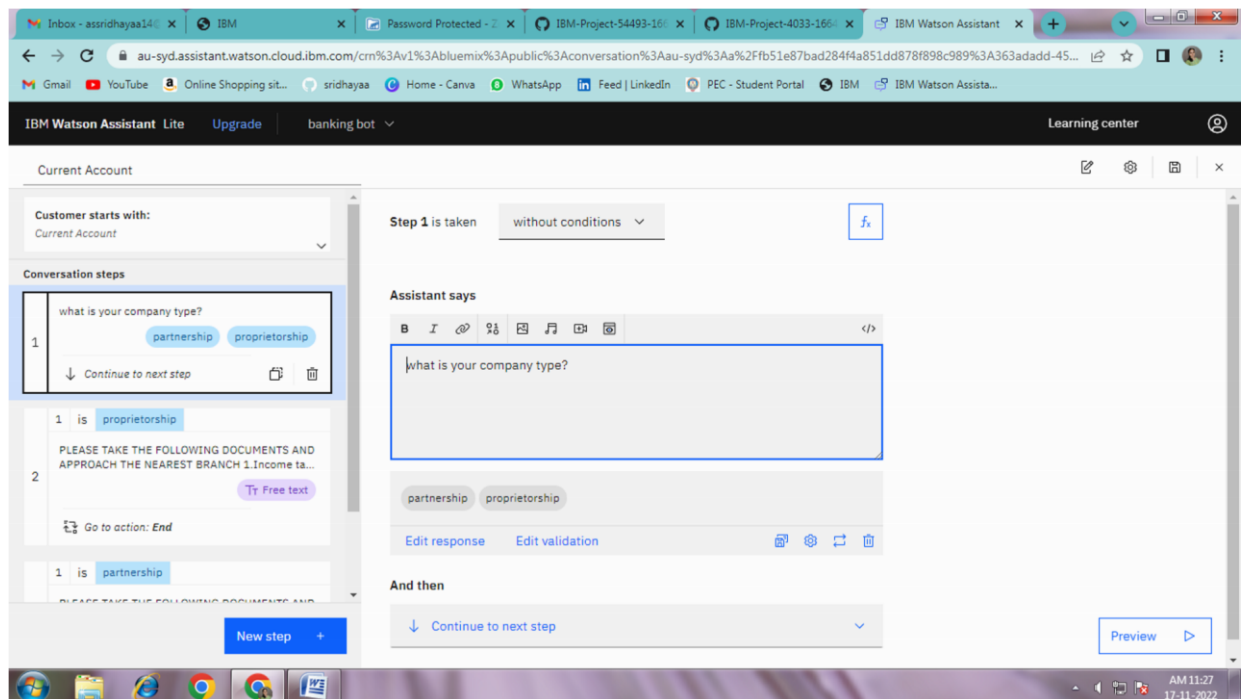 Inbox - assridhayaa14@
IBM
Password Protected - Z
IBM-Project-54493-166
IBM-Project-4033-1664
IBM Watson Assistant
au-syd.assistant.watson.cloud.ibm.com/crn%3Av1%3Abluemix%3Apublic%3Aconversation%3Aau-syd%3Aa%2Ffb51e87bad284f4a851dd878f898c989%3A363adadd-45...
Gmail YouTube Online Shopping sit... sridhayaa Home - Canva WhatsApp Feed | LinkedIn PEC - Student Portal IBM IBM Watson Assista...
IBM Watson Assistant Lite Upgrade banking bot Learning center
Current Account
Customer starts with:
Current Account
Conversation steps
1
what is your company type?
partnership proprietorship
Continue to next step
1 is proprietorship
2
PLEASE TAKE THE FOLLOWING DOCUMENTS AND
APPROACH THE NEAREST BRANCH 1.Income ta...
Free text
Go to action: End
1 is partnership
PLEASE TAKE THE FOLLOWING DOCUMENTS AND
New step +
Step 1 is taken without conditions
fx
Assistant says
B I </>
what is your company type?
partnership proprietorship
Edit response Edit validation
And then
Continue to next step
Preview
AM 11:27
17-11-2022